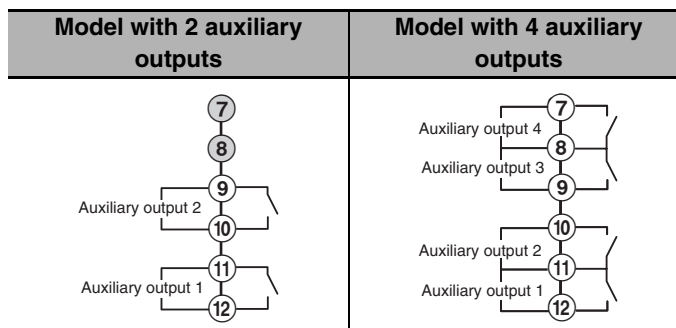 Model with 2 auxiliary
outputs
Model with 4 auxiliary
outputs
7
8
9
Auxiliary output 2
10
11
Auxiliary output 1
12
7
Auxiliary output 4
8
Auxiliary output 3
9
10
Auxiliary output 2
11
Auxiliary output 1
12